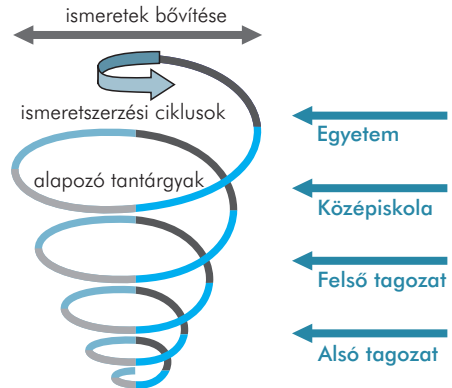 ismeretek bővítése
ismeretszerzési ciklusok
Egyetem
alapozó tantárgyak
Középiskola
Felső tagozat
Alsó tagozat